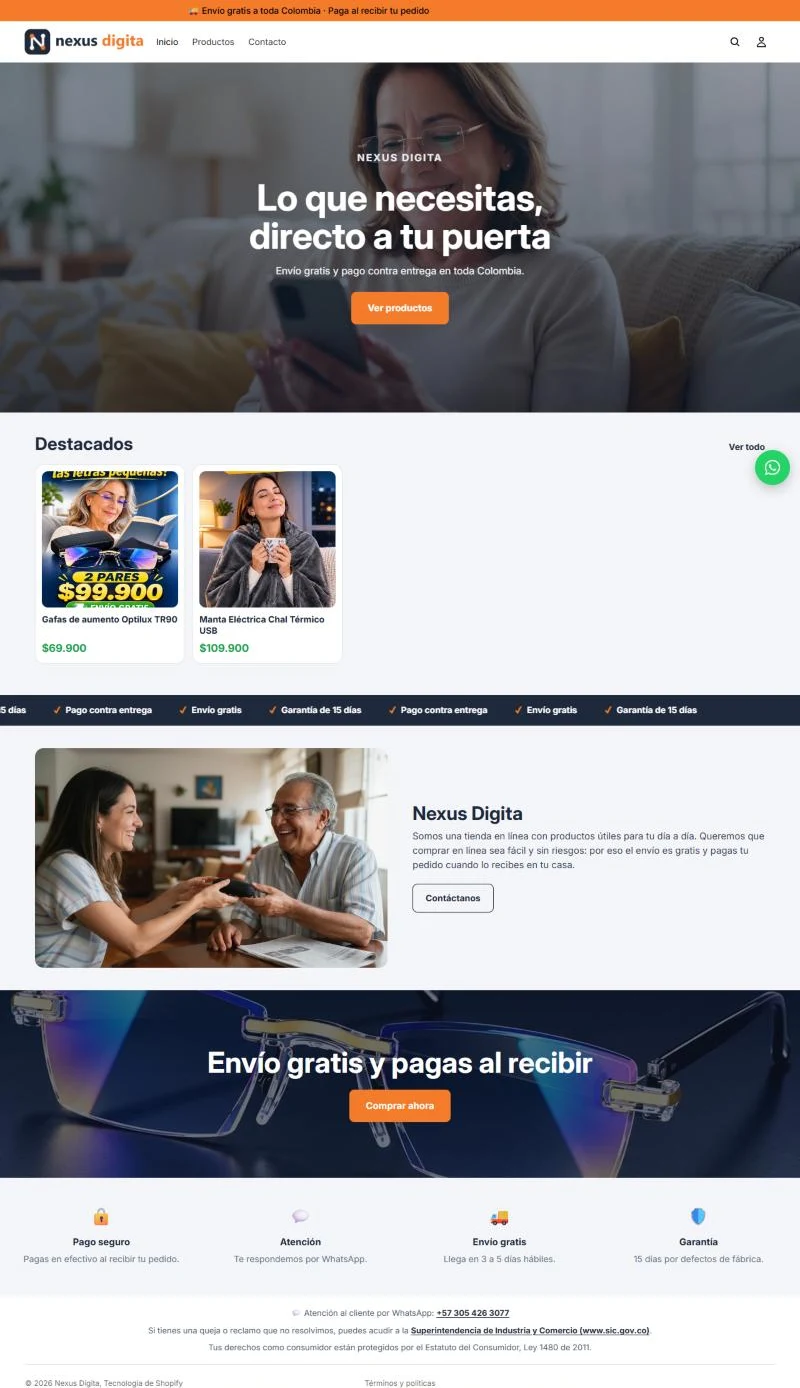 🚚 Envío gratis a toda Colombia · Paga al recibir tu pedido
N nexus digita
Inicio Productos Contacto
NEXUS DIGITA
Lo que necesitas,
directo a tu puerta
Envío gratis y pago contra entrega en toda Colombia.
Ver productos
Destacados
Ver todo
las letras pequeñas!
2 PARES
$99.900
ENVÍO GRATIS
Gafas de aumento Optilux TR90
$69.900
Manta Eléctrica Chal Térmico
USB
$109.900
5 días ✓ Pago contra entrega ✓ Envío gratis ✓ Garantía de 15 días ✓ Pago contra entrega ✓ Envío gratis ✓ Garantía de 15 días
Nexus Digita
Somos una tienda en línea con productos útiles para tu día a día. Queremos que
comprar en línea sea fácil y sin riesgos: por eso el envío es gratis y pagas tu
pedido cuando lo recibes en tu casa.
Contáctanos
Envío gratis y pagas al recibir
Comprar ahora
Pago seguro
Pagas en efectivo al recibir tu pedido.
Atención
Te respondemos por WhatsApp.
Envío gratis
Llega en 3 a 5 días hábiles.
Garantía
15 días por defectos de fábrica.
💬 Atención al cliente por WhatsApp: +57 305 426 3077
Si tienes una queja o reclamo que no resolvimos, puedes acudir a la Superintendencia de Industria y Comercio (www.sic.gov.co).
Tus derechos como consumidor están protegidos por el Estatuto del Consumidor, Ley 1480 de 2011.
© 2026 Nexus Digita, Tecnología de Shopify
Términos y políticas